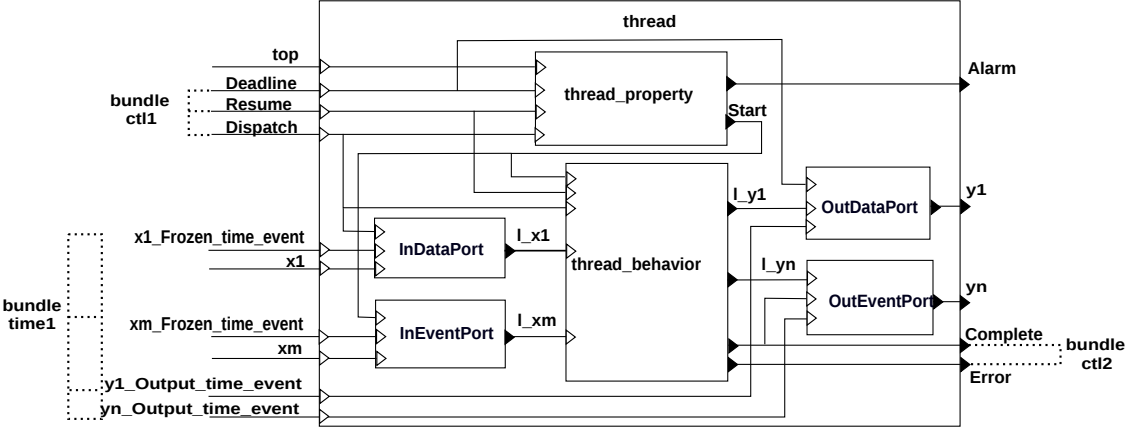 thread
top
Deadline
Resume
Dispatch
bundle
ctl1
thread_property
Start
Alarm
l_y1
OutDataPort
y1
x1_Frozen_time_event
x1
InDataPort
l_x1
thread_behavior
l_yn
OutEventPort
yn
bundle
time1
xm_Frozen_time_event
xm
InEventPort
l_xm
Complete
Error
bundle
ctl2
y1_Output_time_event
yn_Output_time_event